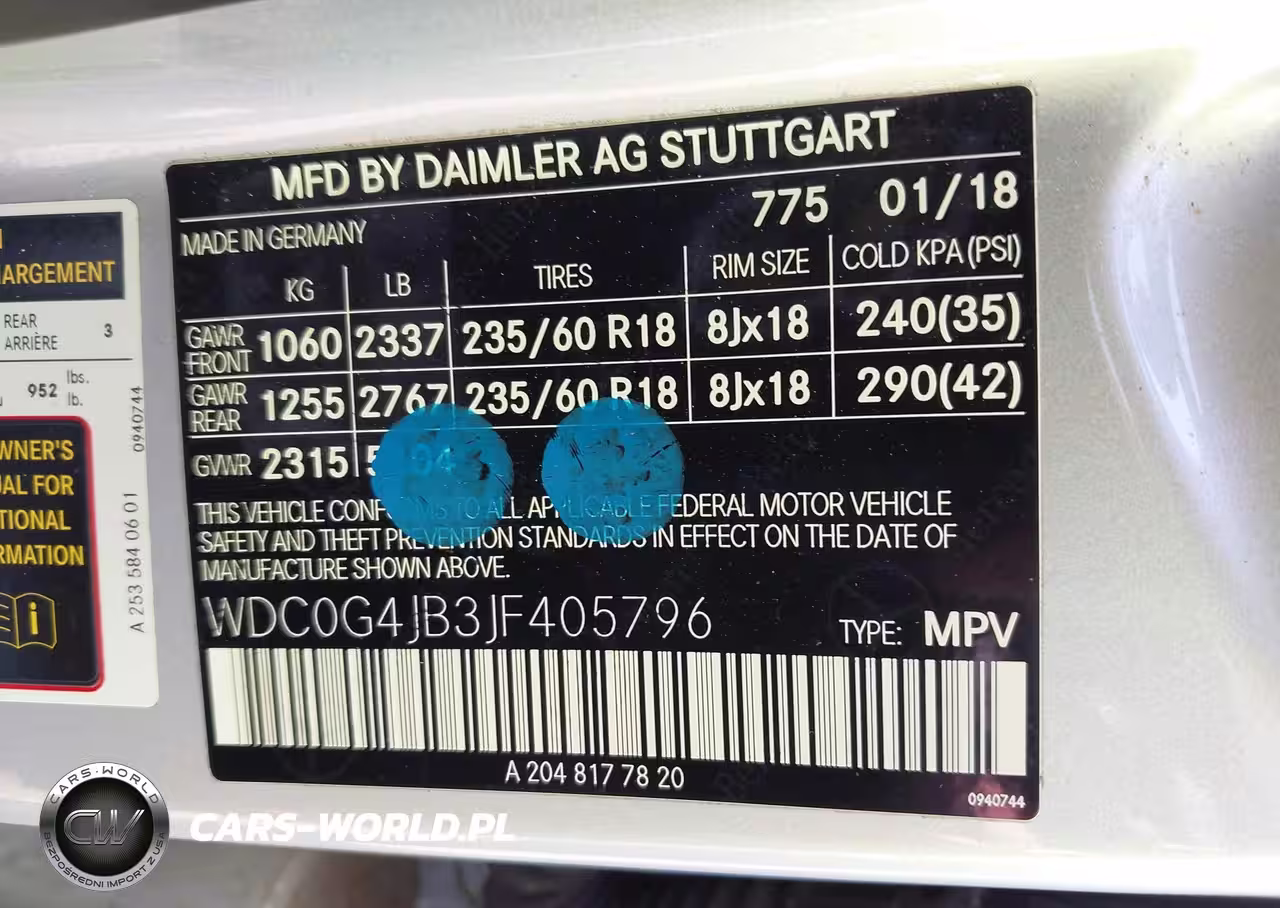 MFD BY DAIMLER AG STUTTGART
MADE IN GERMANY 775 01/18
KG LB TIRES RIM SIZE COLD KPA (PSI)
GAWR FRONT 1060 2337 235/60 R18 8Jx18 240(35)
GAWR REAR 1255 2767 235/60 R18 8Jx18 290(42)
GVWR 2315
THIS VEHICLE CONFORMS TO ALL APPLICABLE FEDERAL MOTOR VEHICLE
SAFETY AND THEFT PREVENTION STANDARDS IN EFFECT ON THE DATE OF
MANUFACTURE SHOWN ABOVE.
WDC0G4JB3JF405796 TYPE: MPV
A 204 817 78 20
0940744
ARGEMENT
REAR
ARRIÈRE 3
952 lbs.
lb.
WNER'S
AL FOR
TIONAL
RMATION
i
A 253 584 06 01 0940744
CARS-WORLD
CW
BEZPOŚREDNI IMPORT Z USA
CARS-WORLD.PL